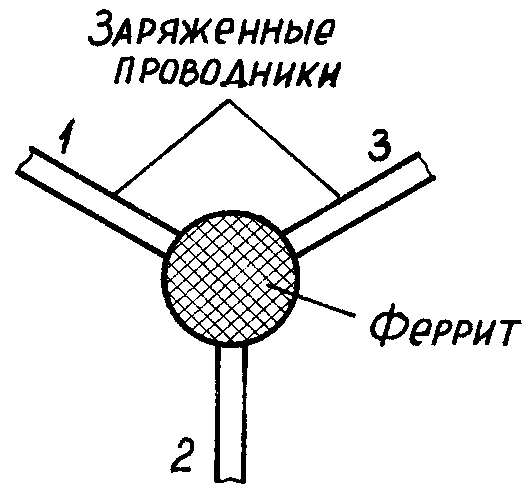 Заряженные
проводники
1
3
Феррит
2